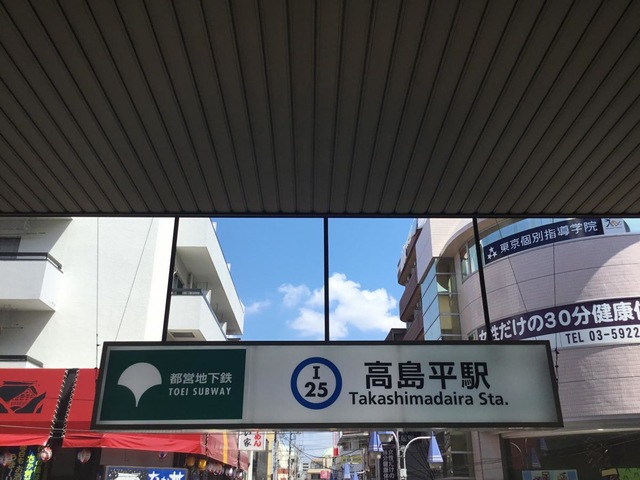 東京個別指導学院
性だけの30分健康体
TEL 03-5922
都営地下鉄
TOEI SUBWAY
I
25
高島平駅
Takashimadaira Sta.